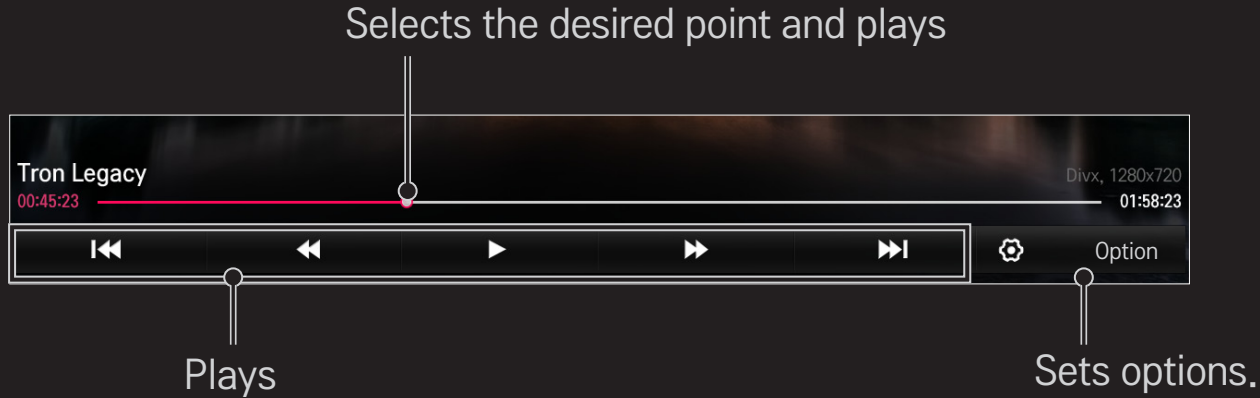 Selects the desired point and plays
Tron Legacy
Divx, 1280x720
00:45:23
01:58:23
Option
Plays
Sets options.